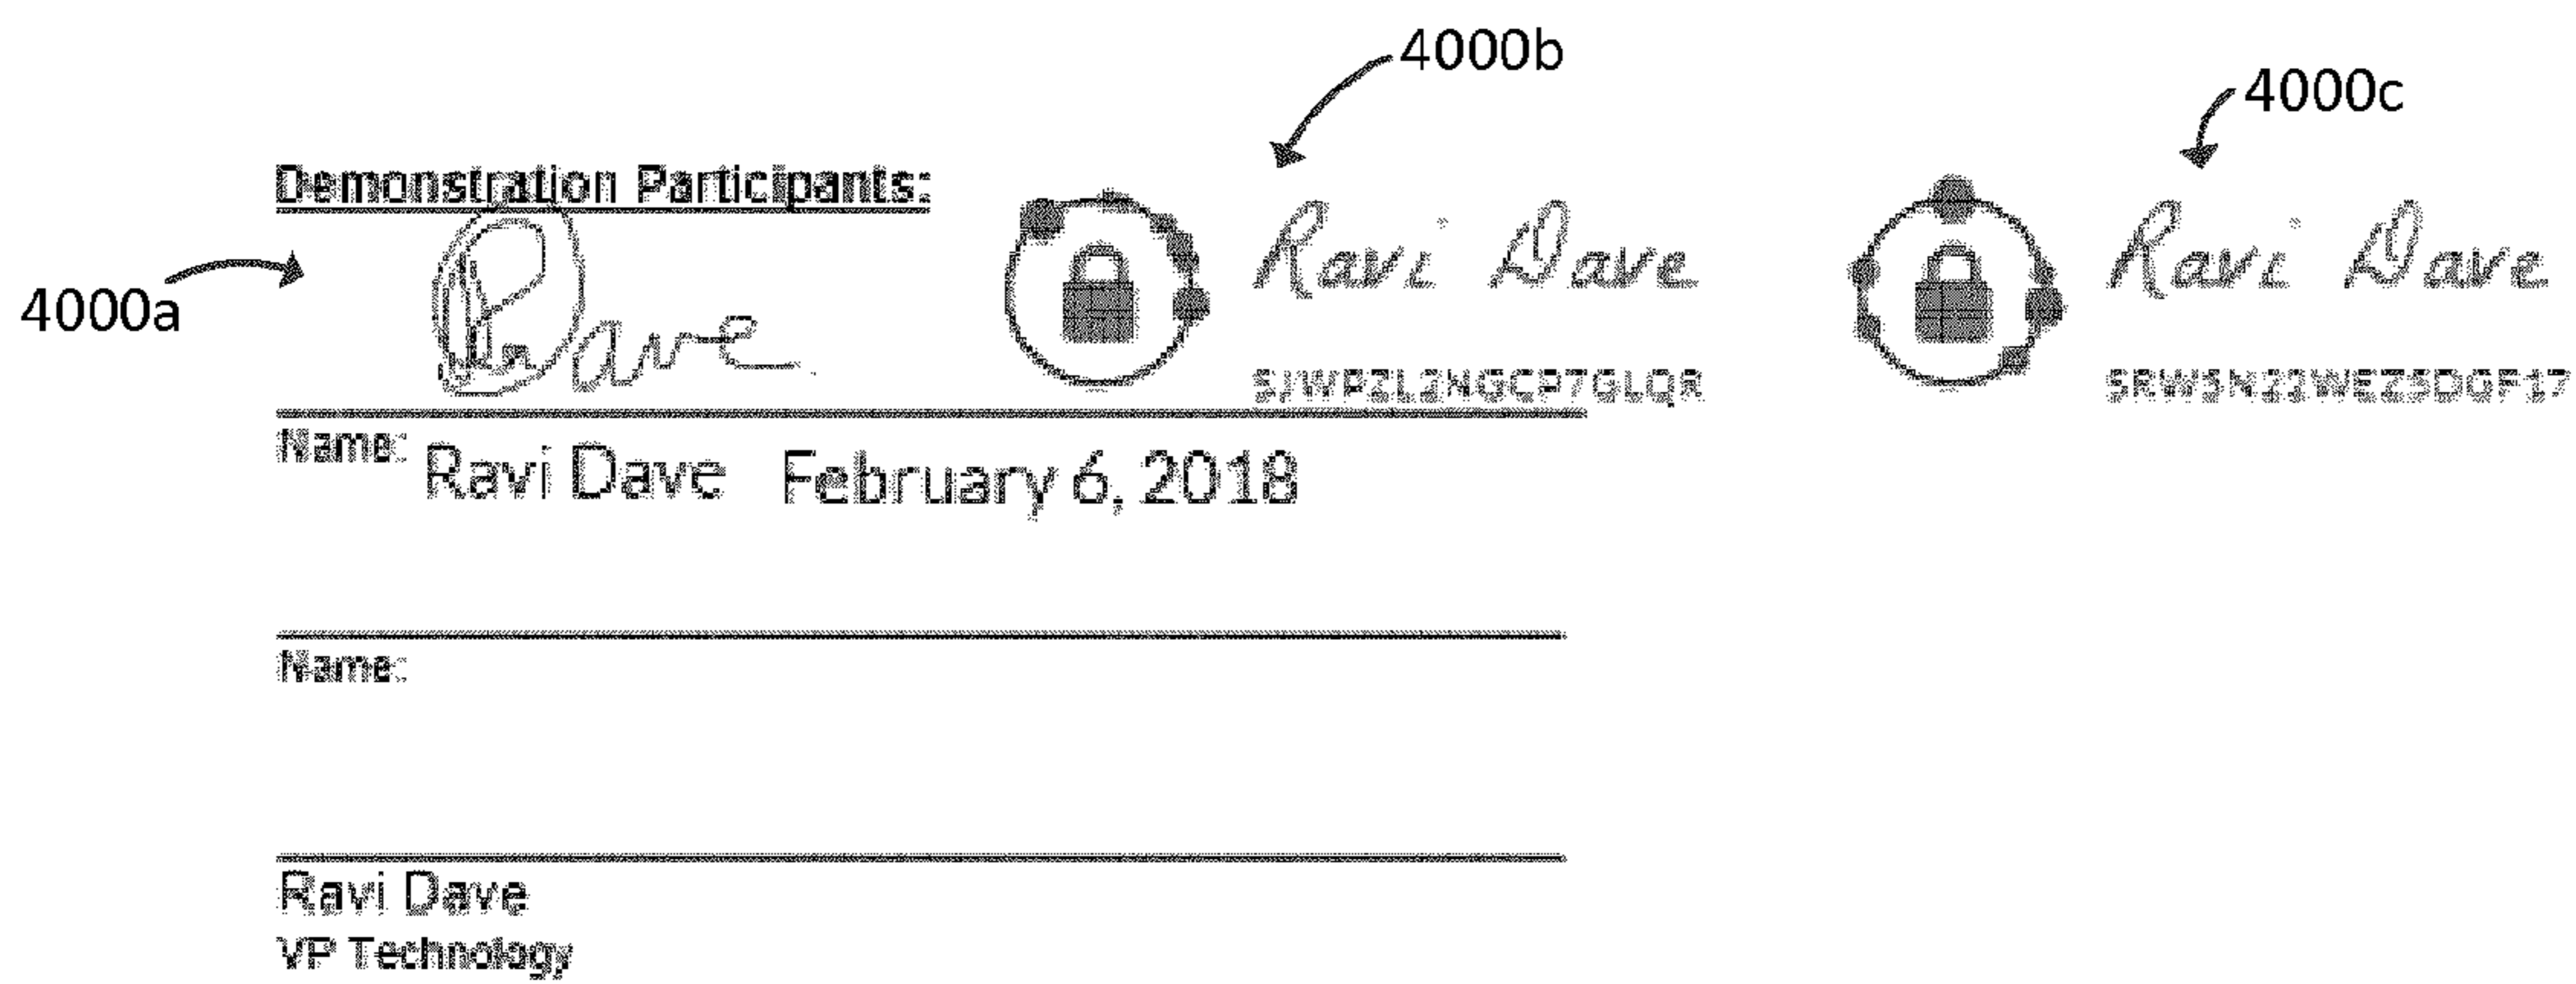 4000b
4000c
Demonstration Participants:
4000a
Dave
Ravi Dave
Ravi Dave
Name:
Ravi Dave February 6, 2018
Name:
Ravi Dave
VP Technology